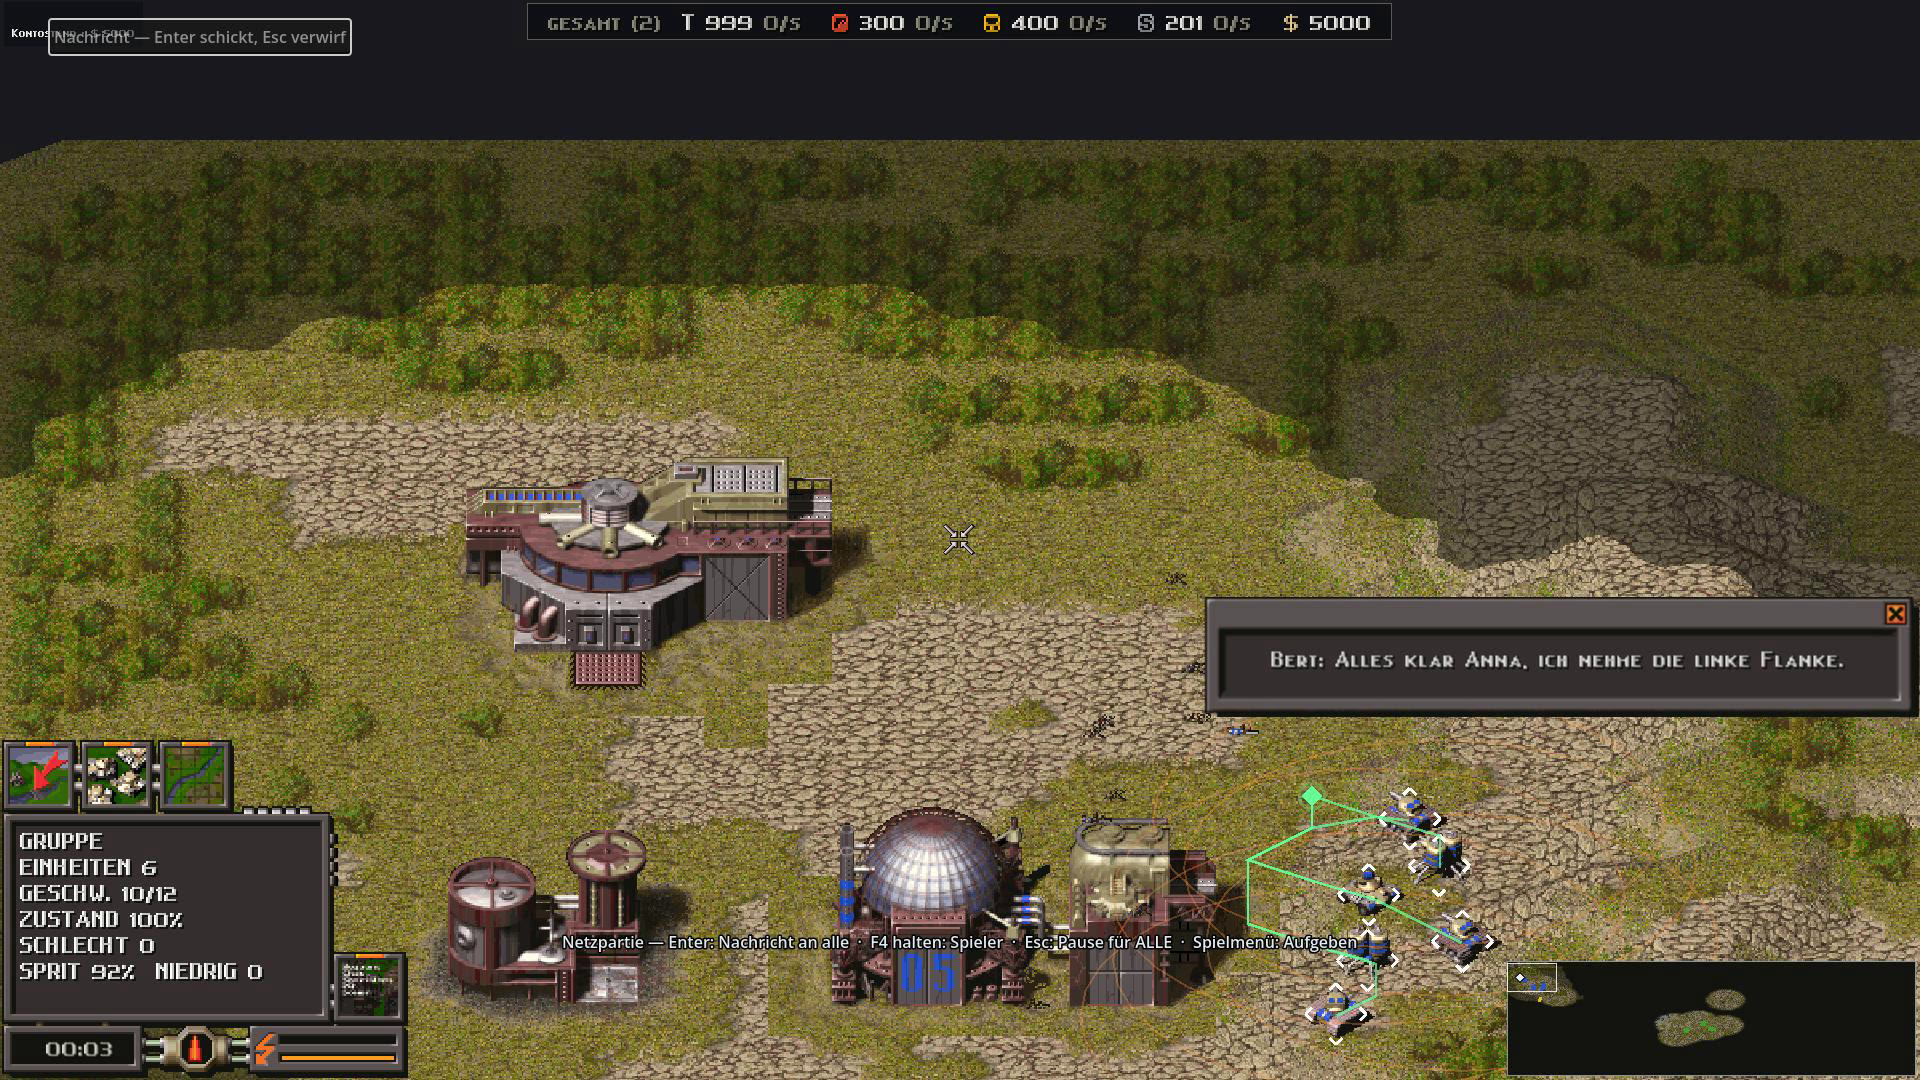 GESAMT (2) T 999 0/S 300 0/S 400 0/S 201 0/S $ 5000
Nachricht — Enter schickt, Esc verwirf
Bert: Alles klar Anna, ich nehme die linke Flanke.
GRUPPE
EINHEITEN 6
GESCHW. 10/12
ZUSTAND 100%
SCHLECHT 0
SPRIT 92% NIEDRIG 0
05
Netzpartie — Enter: Nachricht an alle · F4 halten: Spieler · Esc: Pause für ALLE · Spielmenü: Aufgeben
00:03